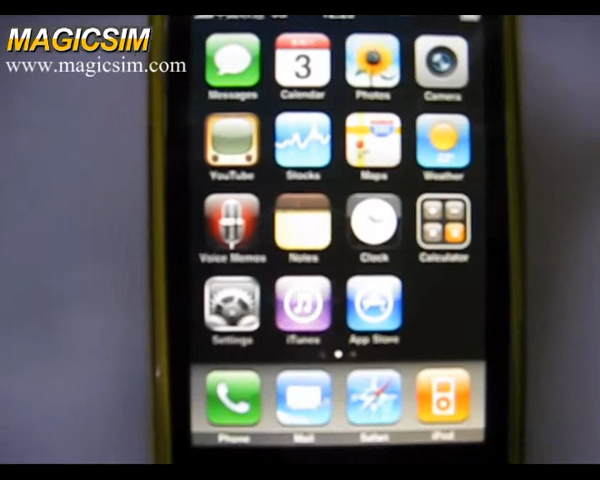 MAGICSIM
www.magicsim.com
Messages Calendar Photos Camera
3
YouTube Stocks Maps Weather
Voice Memos Notes Clock Calculator
Settings iTunes App Store
Phone Mail Safari iPod